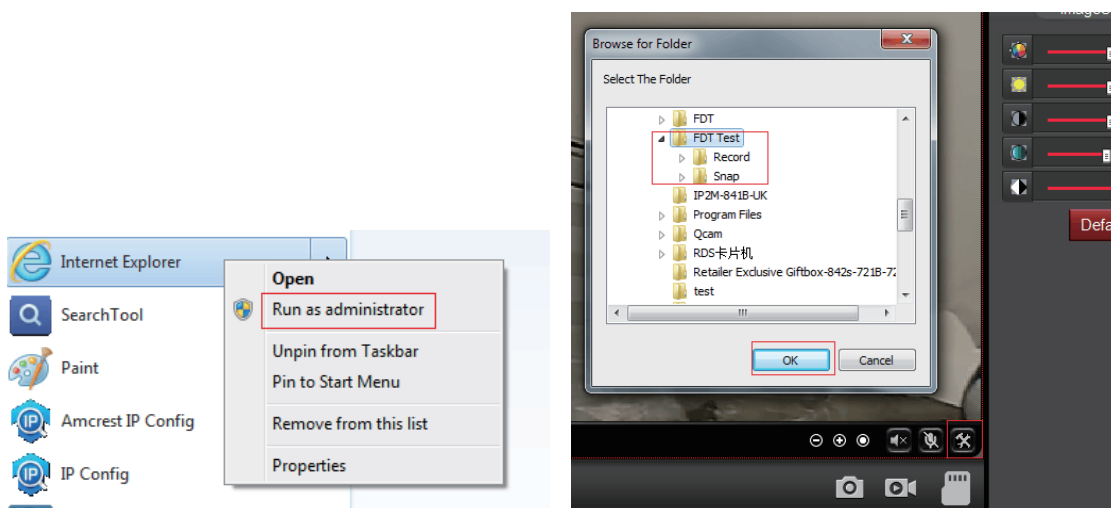 Internet Explorer
SearchTool
Paint
Amcrest IP Config
IP Config
Open
Run as administrator
Unpin from Taskbar
Pin to Start Menu
Remove from this list
Properties
Browse for Folder
Select The Folder
FDT
FDT Test
Record
Snap
IP2M-841B-UK
Program Files
Qcam
RDS卡片机
Retailer Exclusive Giftbox-842s-721B-72
test
OK
Cancel
Defa